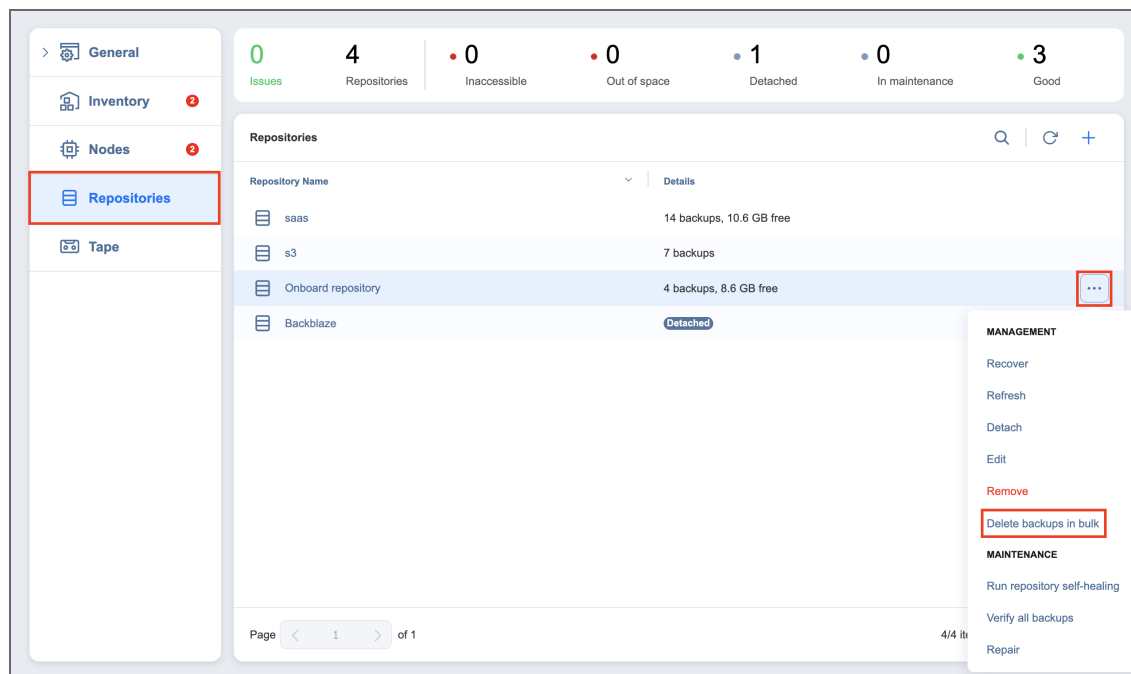 General
Inventory 2
Nodes 2
Repositories
Tape
0 4 0 0 1 0 3
Issues Repositories Inaccessible Out of space Detached In maintenance Good
Repositories
Repository Name Details
saas 14 backups, 10.6 GB free
s3 7 backups
Onboard repository 4 backups, 8.6 GB free
Backblaze Detached
MANAGEMENT
Recover
Refresh
Detach
Edit
Remove
Delete backups in bulk
MAINTENANCE
Run repository self-healing
Verify all backups
Repair
Page 1 of 1 4/4